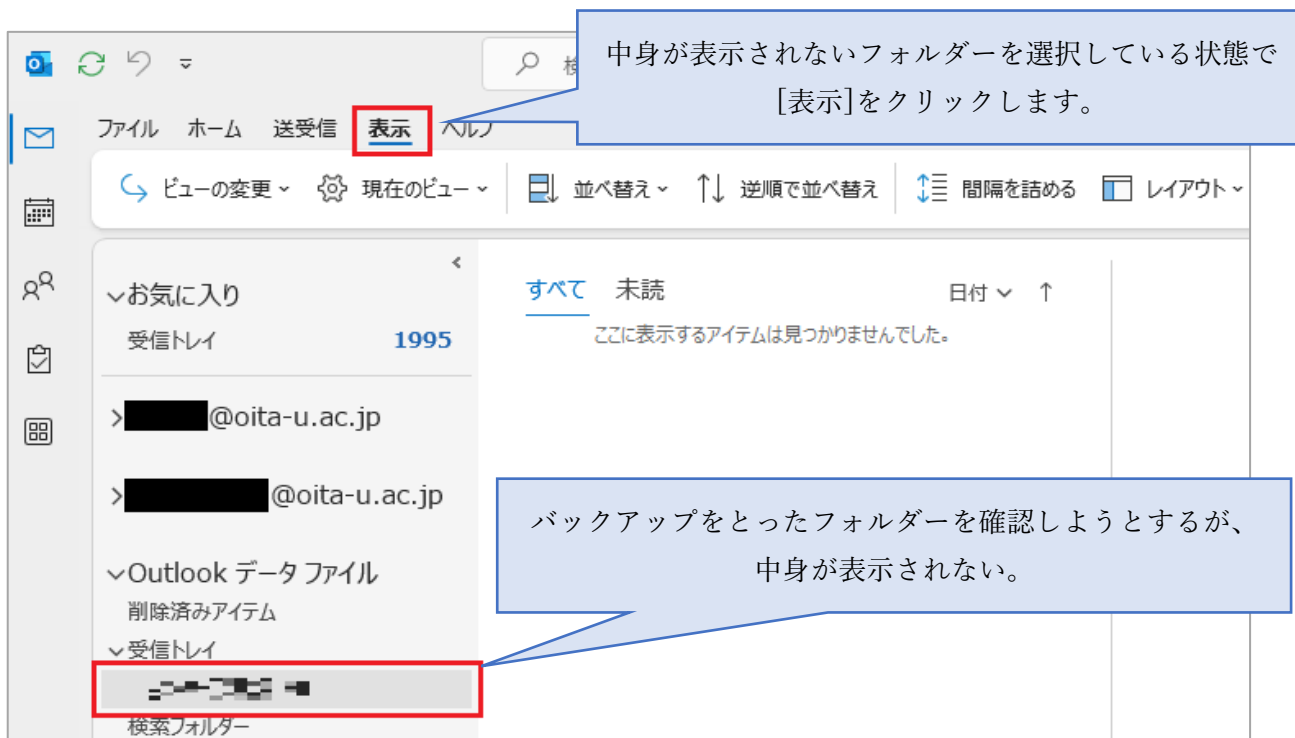 中身が表示されないフォルダーを選択している状態で
[表示]をクリックします。
検
ファイル ホーム 送受信 表示 ヘルプ
ビューの変更 現在のビュー 並べ替え 逆順で並べ替え 間隔を詰める レイアウト
お気に入り
受信トレイ 1995
すべて 未読 日付 ↑
ここに表示するアイテムは見つかりませんでした。
@oita-u.ac.jp
@oita-u.ac.jp
バックアップをとったフォルダーを確認しようとするが、
中身が表示されない。
Outlook データ ファイル
削除済みアイテム
受信トレイ
検索フォルダー